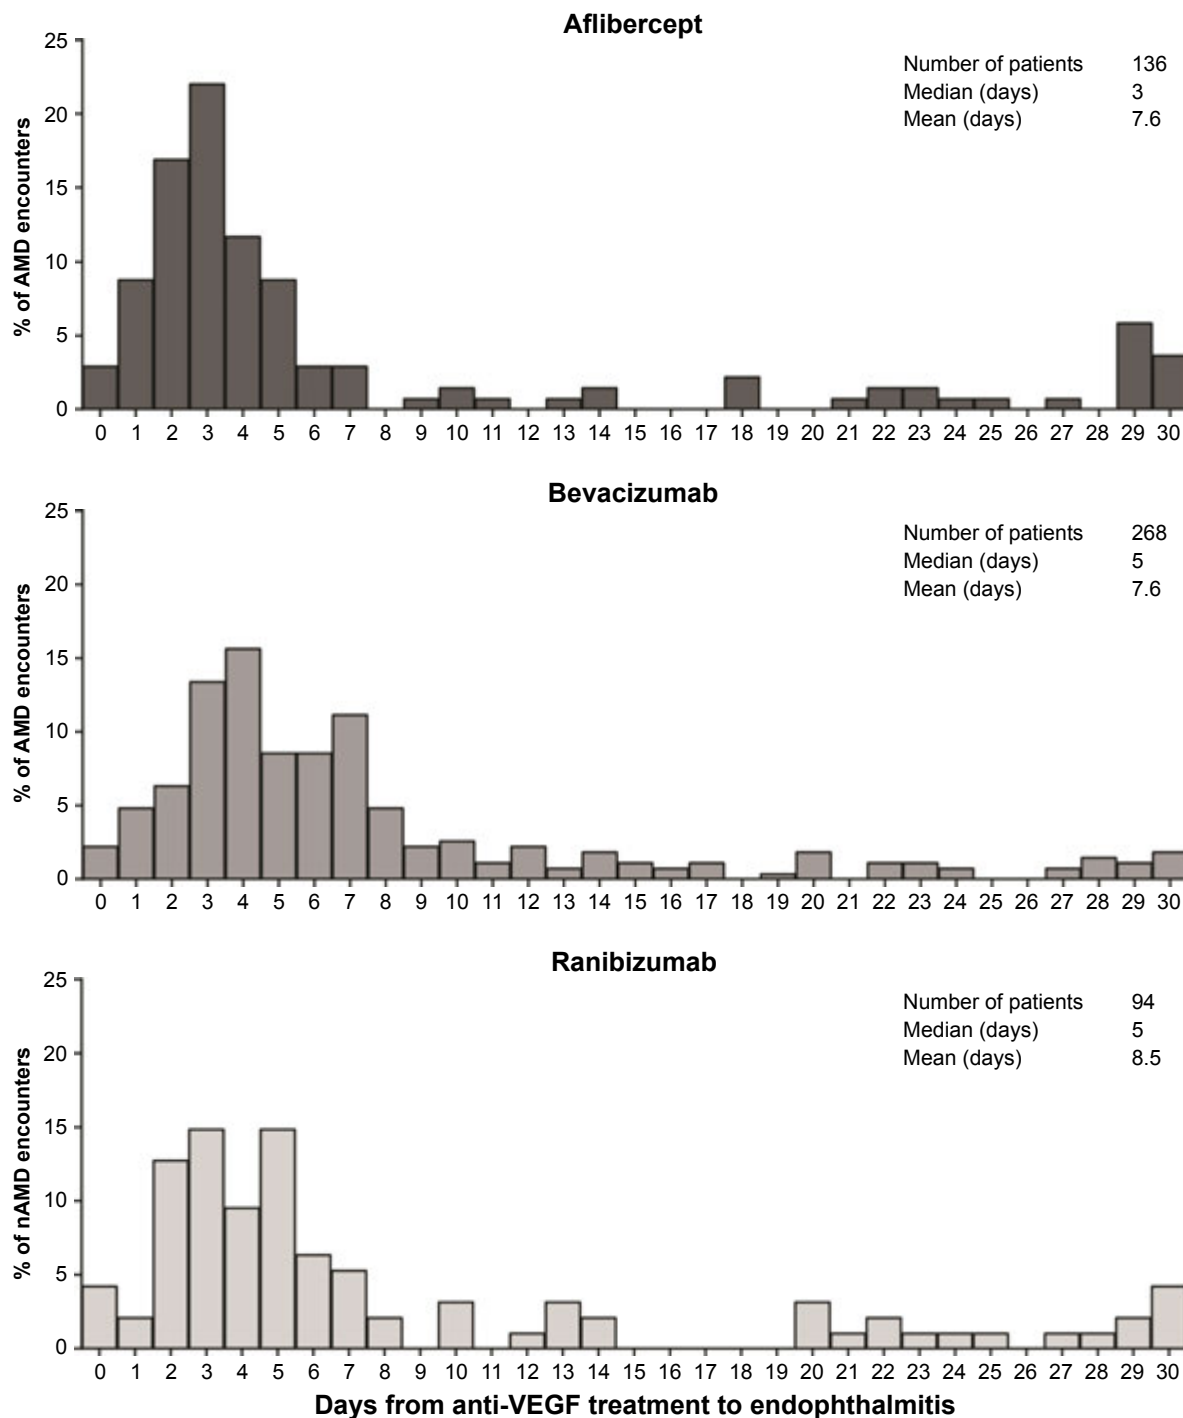 Aflibercept
Number of patients 136
Median (days) 3
Mean (days) 7.6
% of AMD encounters
25
20
15
10
5
0
0 1 2 3 4 5 6 7 8 9 10 11 12 13 14 15 16 17 18 19 20 21 22 23 24 25 26 27 28 29 30
Bevacizumab
Number of patients 268
Median (days) 5
Mean (days) 7.6
% of AMD encounters
25
20
15
10
5
0
0 1 2 3 4 5 6 7 8 9 10 11 12 13 14 15 16 17 18 19 20 21 22 23 24 25 26 27 28 29 30
Ranibizumab
Number of patients 94
Median (days) 5
Mean (days) 8.5
% of nAMD encounters
25
20
15
10
5
0
0 1 2 3 4 5 6 7 8 9 10 11 12 13 14 15 16 17 18 19 20 21 22 23 24 25 26 27 28 29 30
Days from anti-VEGF treatment to endophthalmitis